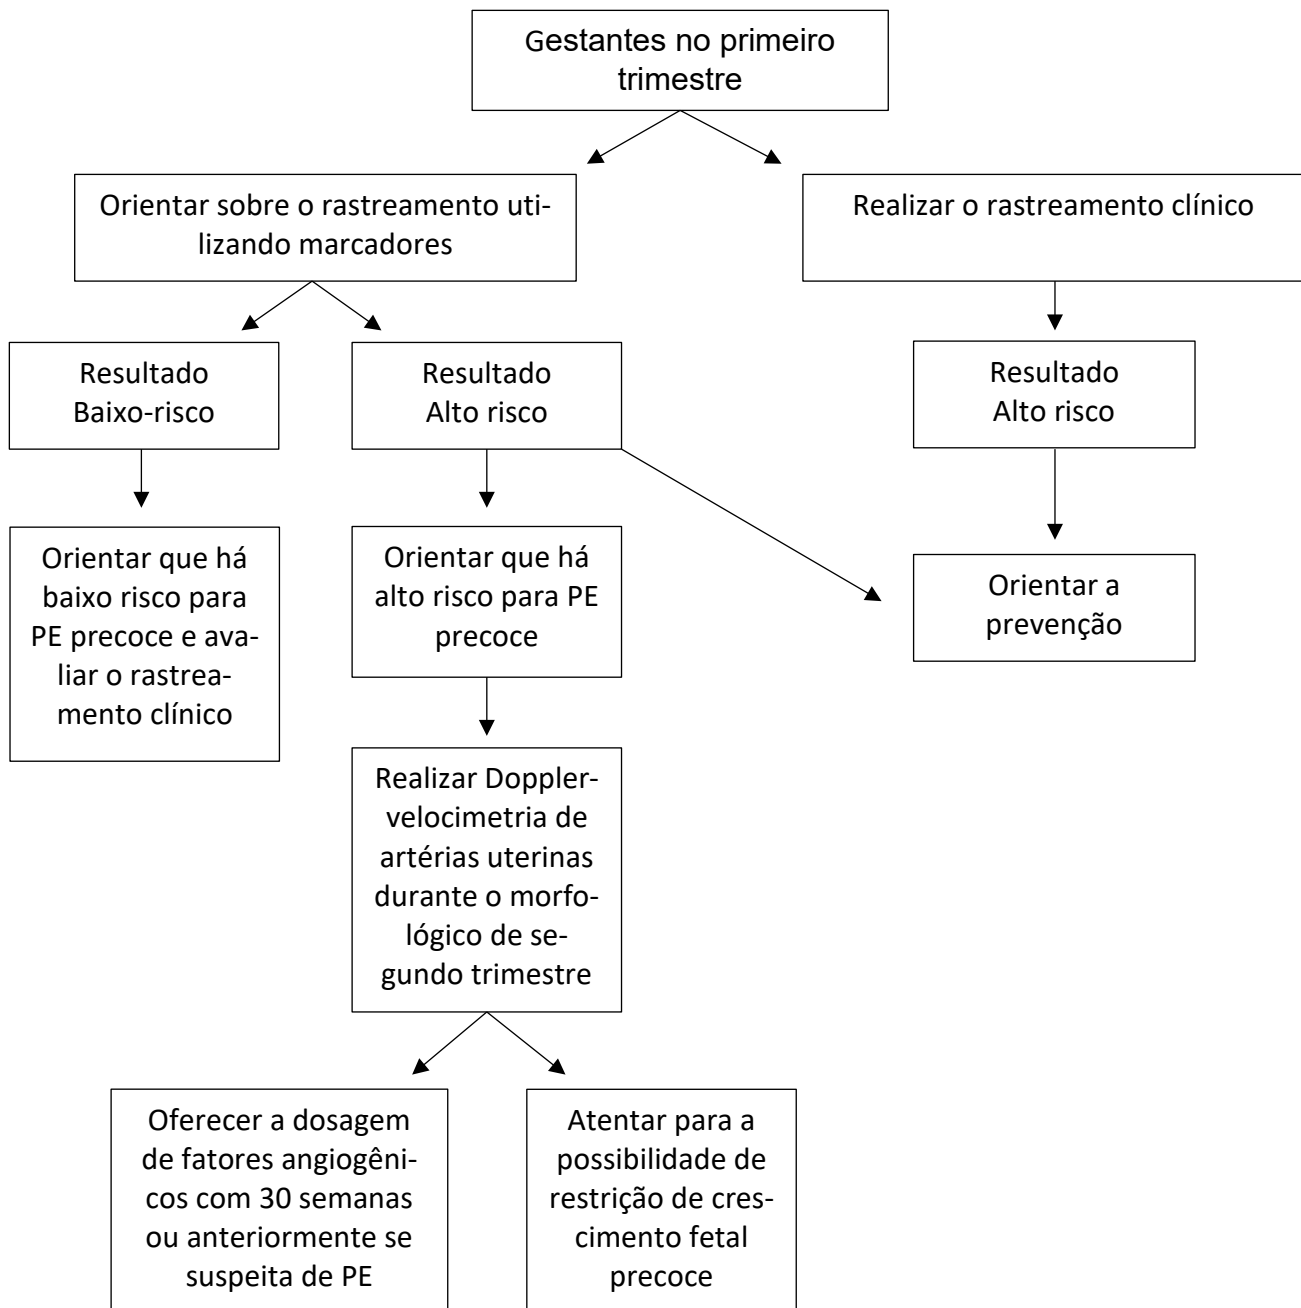 Gestantes no primeiro
trimestre
Orientar sobre o rastreamento uti-
lizando marcadores
Realizar o rastreamento clínico
Resultado
Baixo-risco
Resultado
Alto risco
Resultado
Alto risco
Orientar que há
baixo risco para
PE precoce e ava-
liar o rastrea-
mento clínico
Orientar que há
alto risco para PE
precoce
Orientar a
prevenção
Realizar Doppler-
velocimetria de
artérias uterinas
durante o morfo-
lógico de se-
gundo trimestre
Oferecer a dosagem
de fatores angiogêni-
cos com 30 semanas
ou anteriormente se
suspeita de PE
Atentar para a
possibilidade de
restrição de cres-
cimento fetal
precoce